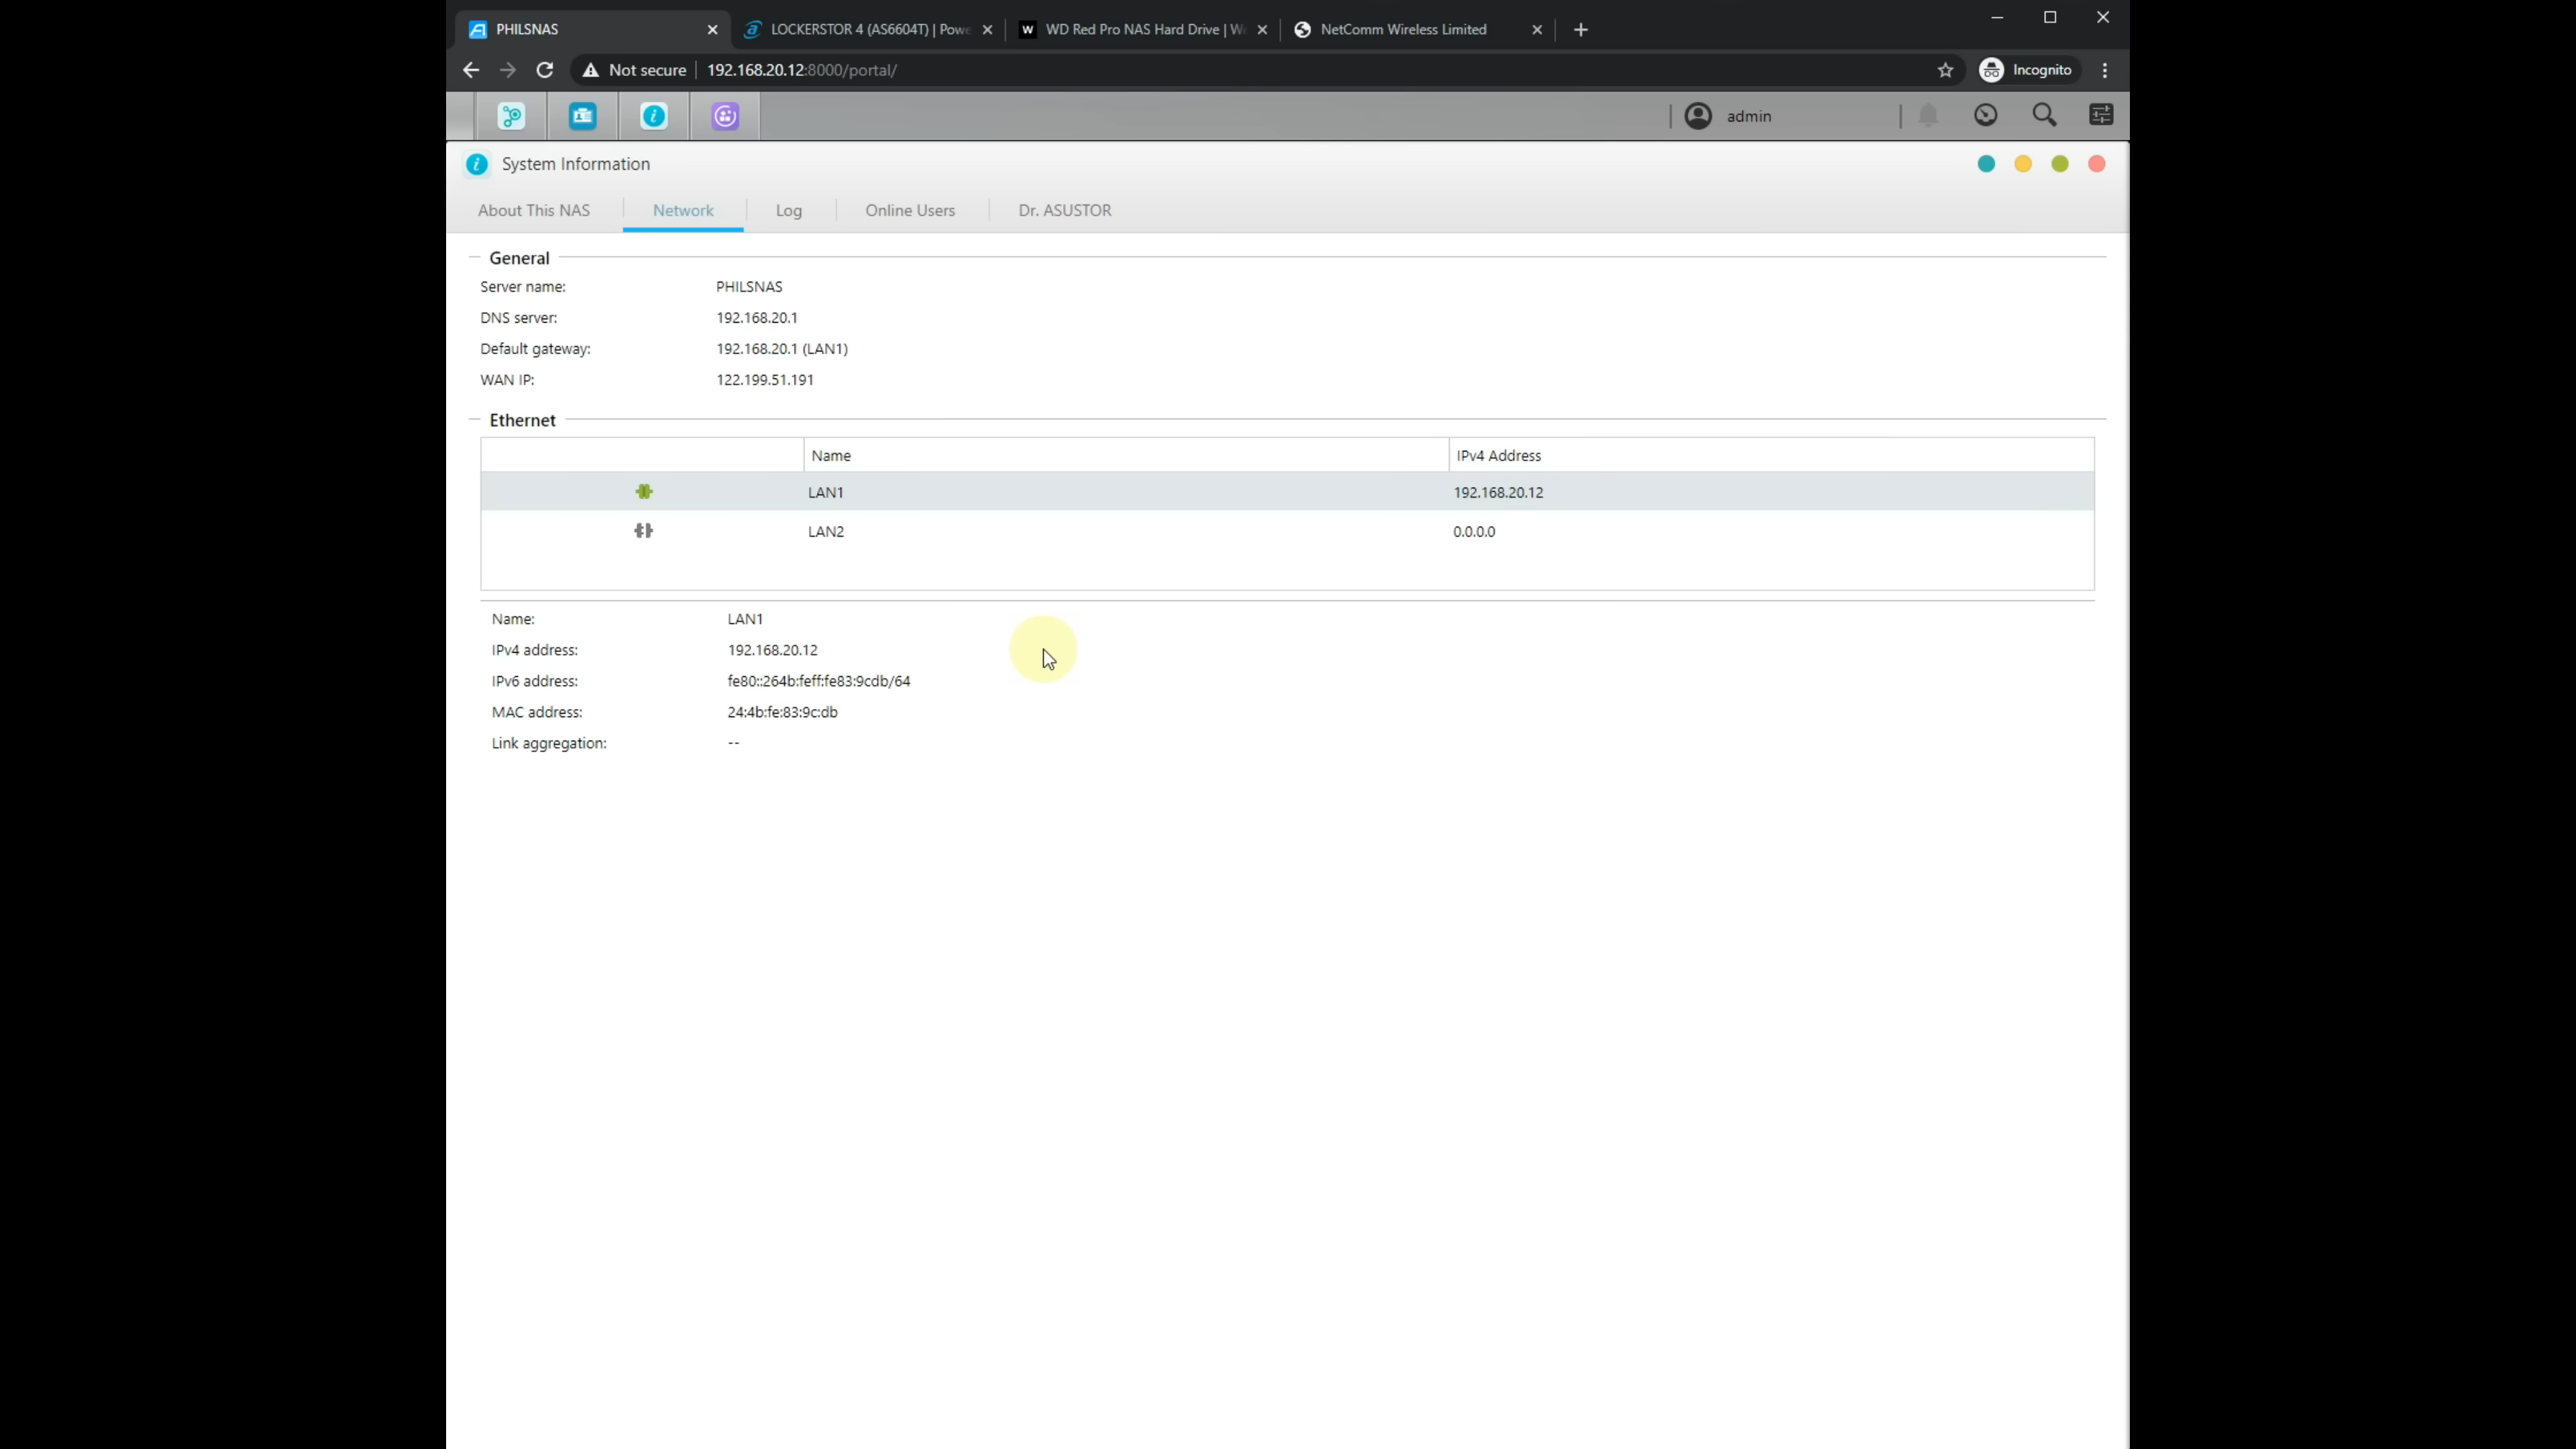 PHILSNAS
LOCKERSTOR 4 (AS6604T) | Powe
WD Red Pro NAS Hard Drive | We
NetComm Wireless Limited
Not secure
192.168.20.12:8000/portal/
Incognito
admin
System Information
About This NAS
Network
Log
Online Users
Dr. ASUSTOR
General
Server name: PHILSNAS
DNS server: 192.168.20.1
Default gateway: 192.168.20.1 (LAN1)
WAN IP: 122.199.51.191
Ethernet
Name IPv4 Address
LAN1 192.168.20.12
LAN2 0.0.0.0
Name: LAN1
IPv4 address: 192.168.20.12
IPv6 address: fe80::264b:feff:fe83:9cdb/64
MAC address: 24:4b:fe:83:9c:db
Link aggregation: --